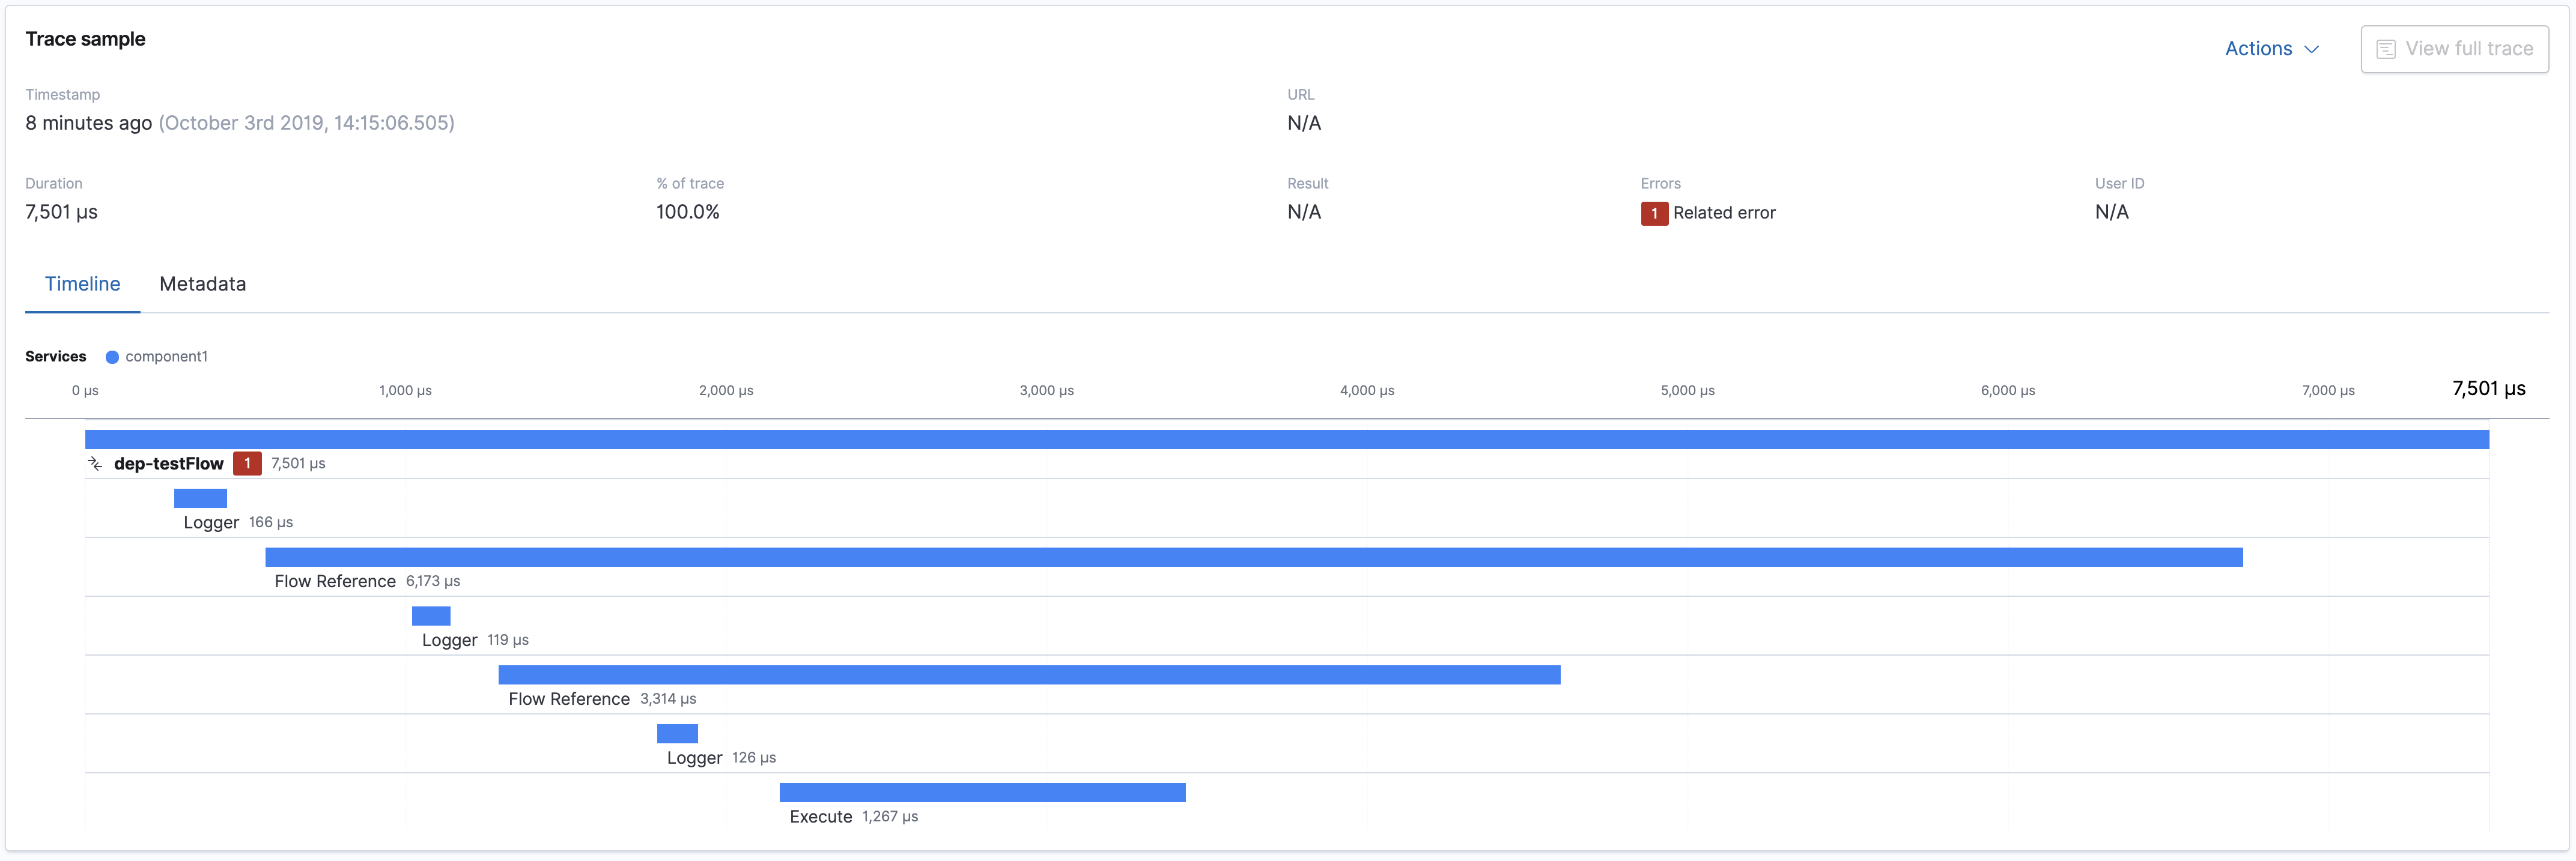 Trace sample
Actions
View full trace
Timestamp
URL
8 minutes ago (October 3rd 2019, 14:15:06.505)
N/A
Duration
% of trace
Result
Errors
User ID
7,501 µs
100.0%
N/A
1 Related error
N/A
Timeline
Metadata
Services component1
0 µs 1,000 µs 2,000 µs 3,000 µs 4,000 µs 5,000 µs 6,000 µs 7,000 µs 7,501 µs
dep-testFlow 1 7,501 µs
Logger 166 µs
Flow Reference 6,173 µs
Logger 119 µs
Flow Reference 3,314 µs
Logger 126 µs
Execute 1,267 µs